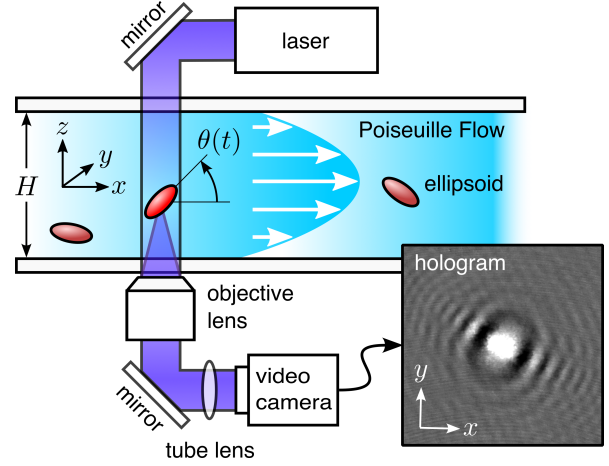 mirror
laser
Poiseuille Flow
z
y
x
H
θ(t)
ellipsoid
hologram
objective
lens
y
x
mirror
video
camera
tube lens